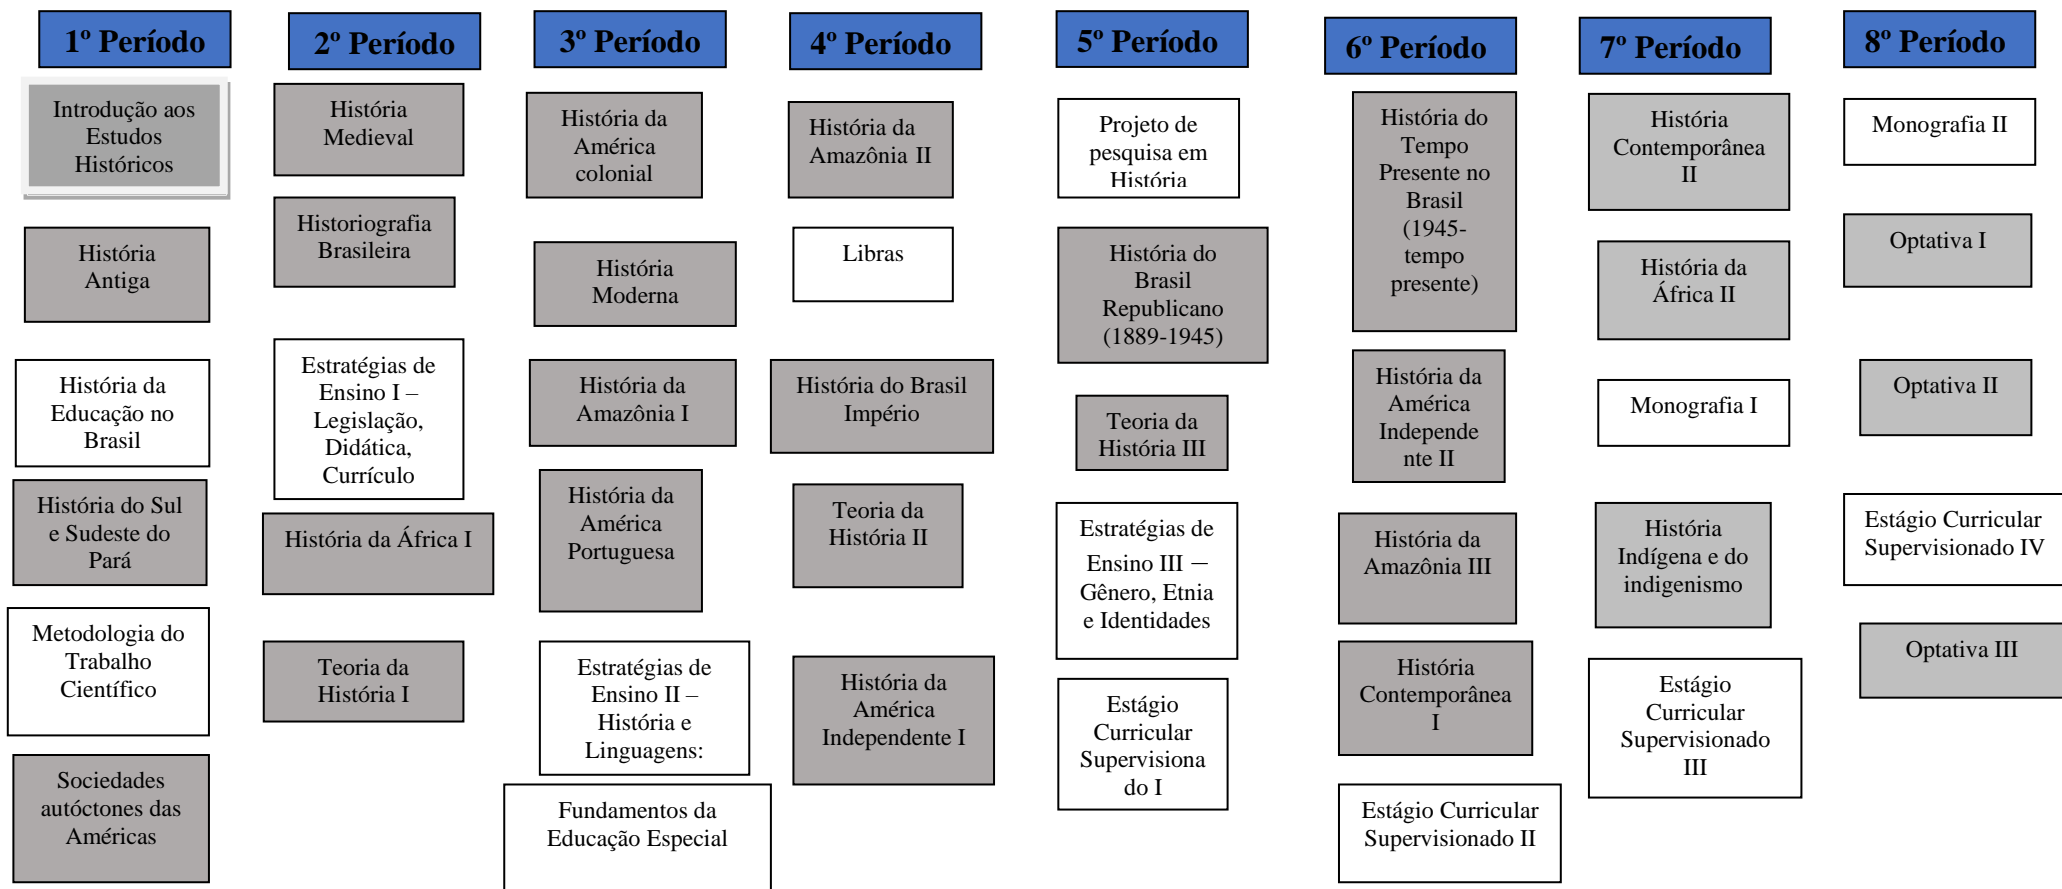 1º Período
Introdução aos
Estudos
Históricos
História
Antiga
História da
Educação no
Brasil
História do Sul
e Sudeste do
Pará
Metodologia do
Trabalho
Científico
Sociedades
autóctones das
Américas
2º Período
História
Medieval
Historiografia
Brasileira
Estratégias de
Ensino I –
Legislação,
Didática,
Currículo
História da África I
Teoria da
História I
3º Período
História da
América
colonial
História
Moderna
História da
Amazônia I
História da
América
Portuguesa
Estratégias de
Ensino II –
História e
Linguagens:
Fundamentos da
Educação Especial
4º Período
História da
Amazônia II
Libras
História do Brasil
Império
Teoria da
História II
História da
América
Independente I
5º Período
Projeto de
pesquisa em
História
História do
Brasil
Republicano
(1889-1945)
Teoria da
História III
Estratégias de
Ensino III –
Gênero, Etnia
e Identidades
Estágio
Curricular
Supervisiona
do I
6º Período
História do
Tempo
Presente no
Brasil
(1945-
tempo
presente)
História da
América
Independe
nte II
História da
Amazônia III
História
Contemporânea
I
Estágio Curricular
Supervisionado II
7º Período
História
Contemporânea
II
História da
África II
Monografia I
História
Indígena e do
indigenismo
Estágio
Curricular
Supervisionado
III
8º Período
Monografia II
Optativa I
Optativa II
Estágio Curricular
Supervisionado IV
Optativa III